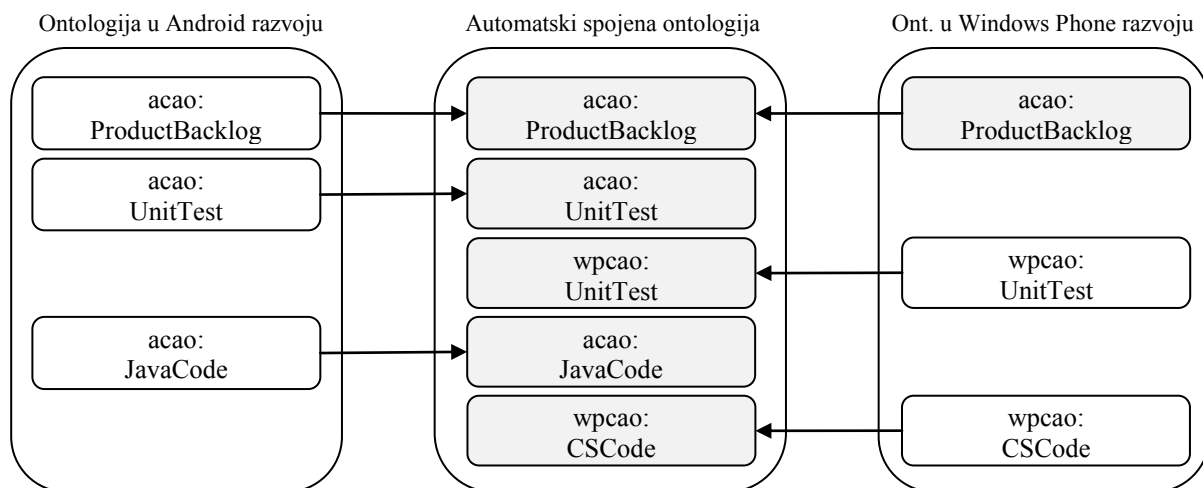 Ontologija u Android razvoju
Automatski spojena ontologija
Ont. u Windows Phone razvoju
acao:
ProductBacklog
acao:
ProductBacklog
acao:
ProductBacklog
acao:
UnitTest
acao:
UnitTest
wpcao:
UnitTest
wpcao:
UnitTest
acao:
JavaCode
acao:
JavaCode
wpcao:
CSCode
wpcao:
CSCode